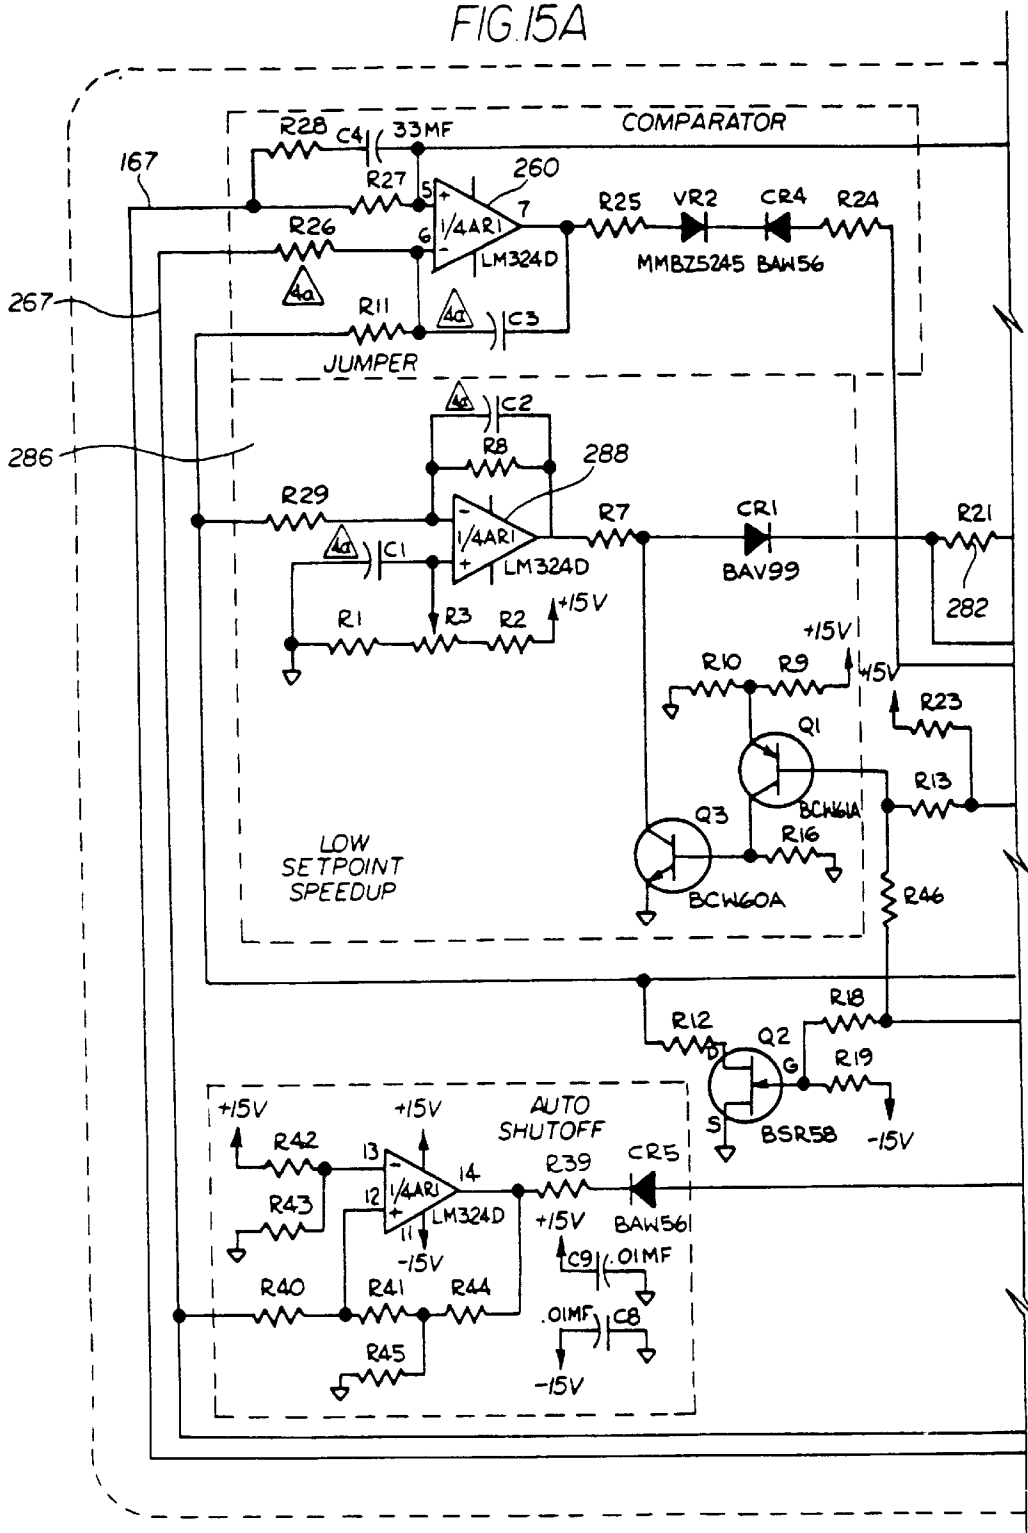 FIG. 15A
COMPARATOR
R28 C4 33MF
167
R27 5 + 260
7 R25 VR2 CR4 R24
1/4AR1
R26 6 -
LM324D MMBZ5245 BAW56
4a
267
R11 4a C3
JUMPER
4a C2
286
R8 288
R29 - R7 CR1 R21
1/4AR1
4a C1 + LM324D BAV99
282
+15V
R1 R3 R2
+15V
R10 R9 +15V
R23
Q1
R13
Q3 BCW61A
R16
LOW
SETPOINT
SPEEDUP
BCW60A R46
R18
R12 Q2
D G R19
S BSR58 -15V
+15V +15V AUTO
SHUTOFF
R42 13 - 14 R39 CR5
1/4AR1
R43 12 + LM324D BAW56
11 +15V
-15V C9 .01MF
R40 R41 R44
.01MF C8
R45
-15V